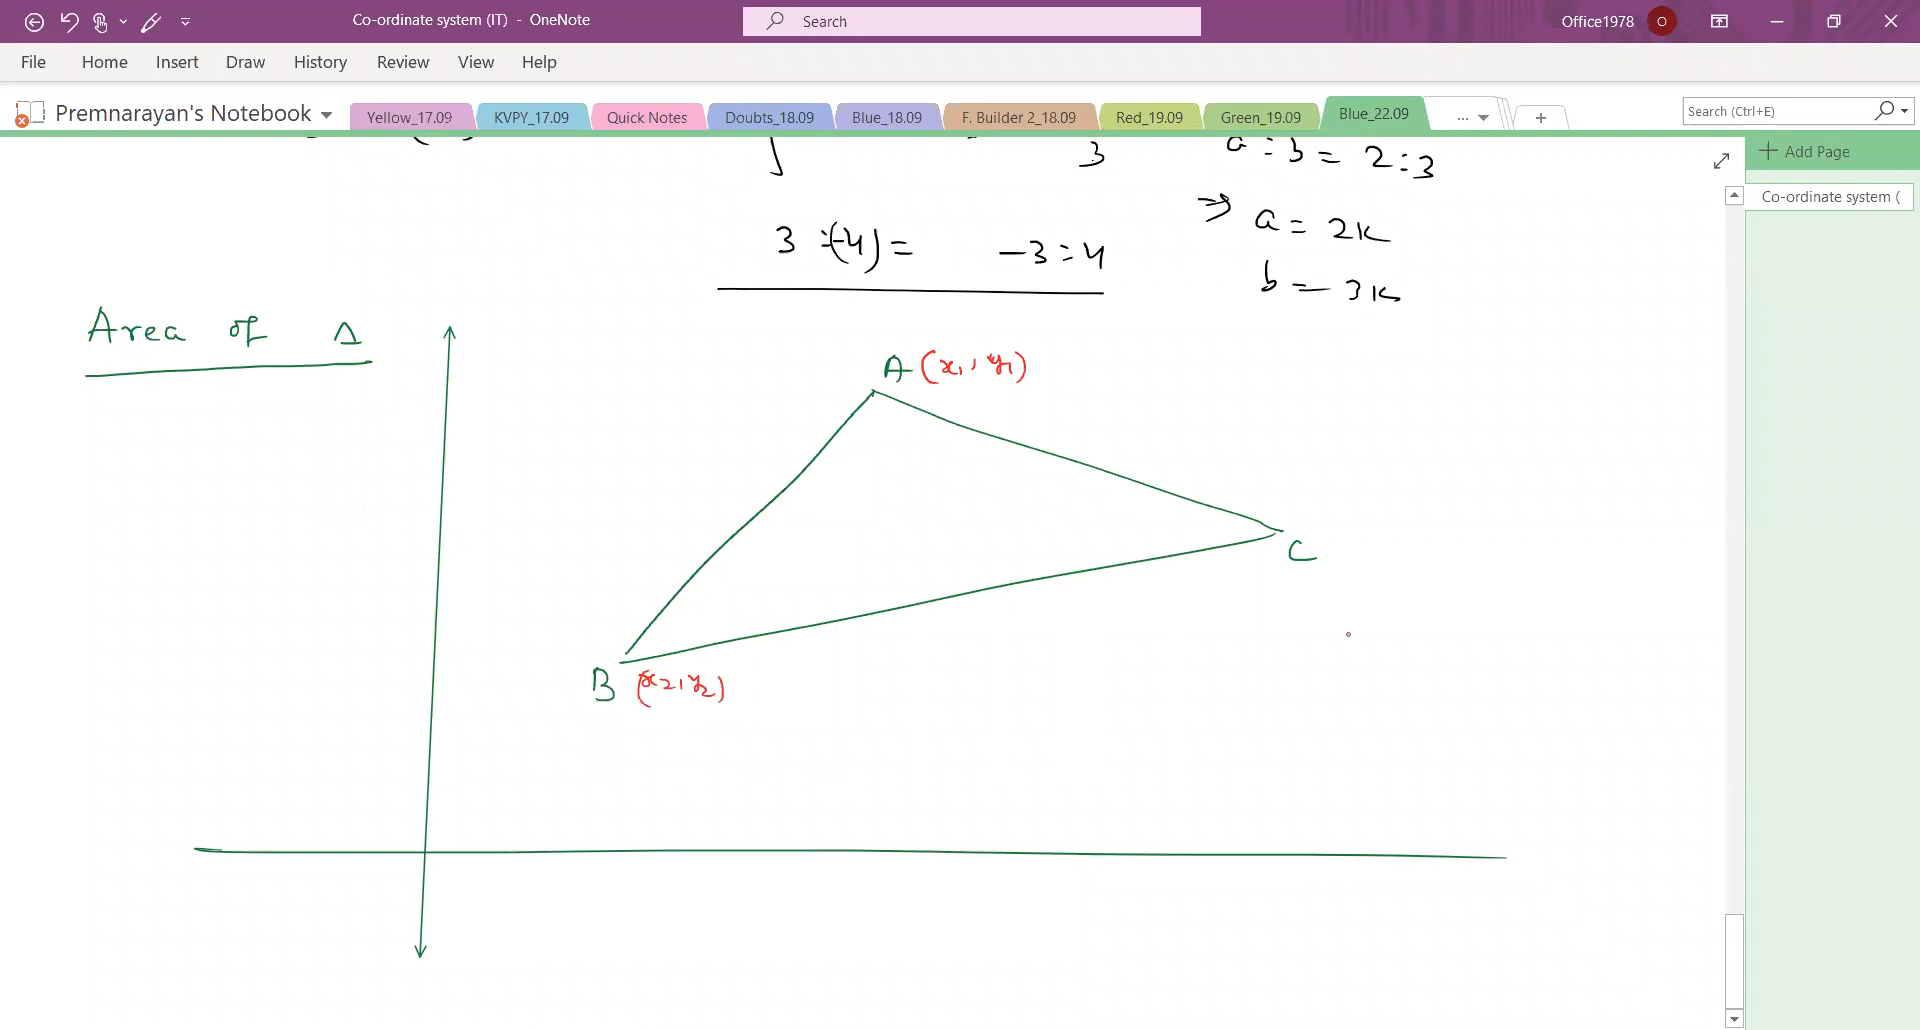 Co-ordinate system (IT) - OneNote
Search
Office1978
O
File Home Insert Draw History Review View Help
Premnarayan's Notebook
Yellow_17.09
KVPY_17.09
Quick Notes
Doubts_18.09
Blue_18.09
F. Builder 2_18.09
Red_19.09
Green_19.09
Blue_22.09
...
Search (Ctrl+E)
Add Page
Co-ordinate system (
3
a : b = 2 : 3
⇒ a = 2k
3 : (-4) = -3 : 4
b = 3k
Area of Δ
A (x₁, y₁)
C
B (x₂, y₂)